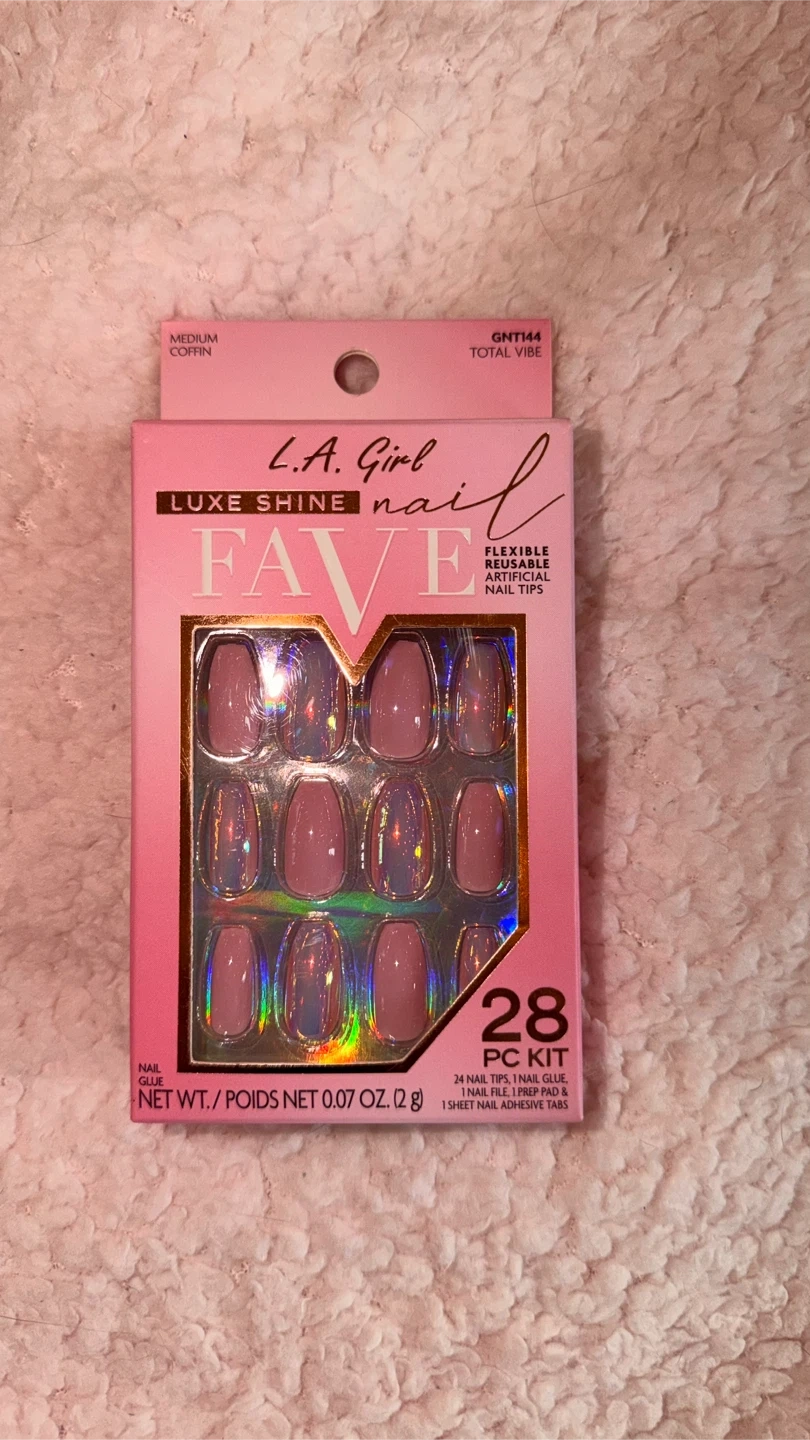 MEDIUM
COFFIN
GNT144
TOTAL VIBE
L.A. Girl
LUXE SHINE nail
FAVE
FLEXIBLE
REUSABLE
ARTIFICIAL
NAIL TIPS
28
PC KIT
24 NAIL TIPS, 1 NAIL GLUE,
1 NAIL FILE, 1 PREP PAD &
1 SHEET NAIL ADHESIVE TABS
NAIL
GLUE
NET WT. / POIDS NET 0.07 OZ. (2 g)